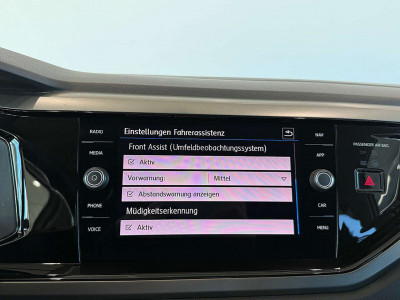 RADIO
MEDIA
PHONE
VOICE
Einstellungen Fahrerassistenz
Front Assist (Umfeldbeobachtungssystem)
Aktiv
Vorwarnung: Mittel
Abstandswarnung anzeigen
Müdigkeitserkennung
Aktiv
NAV
APP
CAR
MENU
PASSENGER AIR BAG